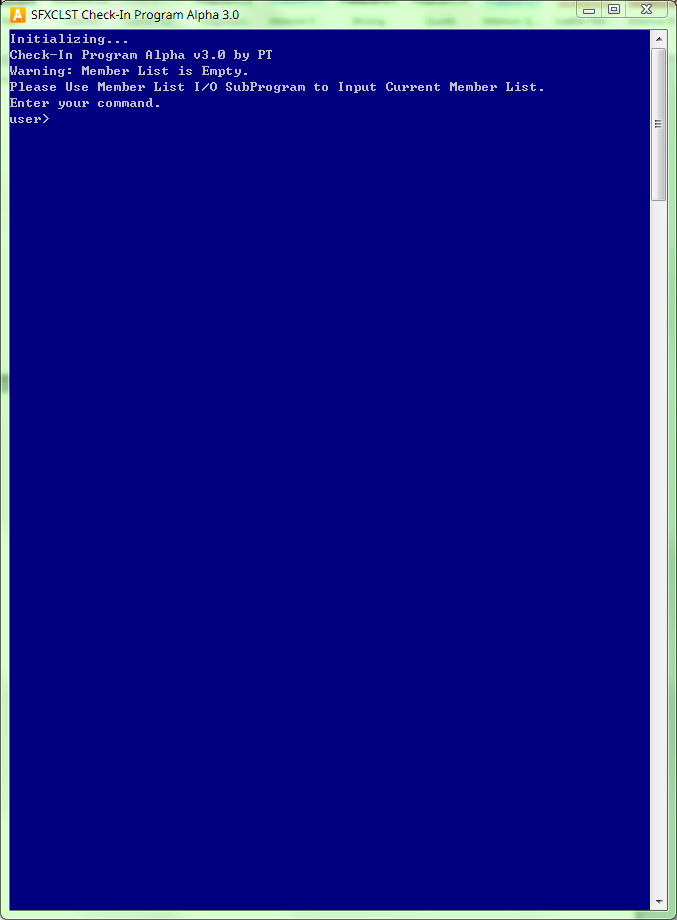 A SFXCLST Check-In Program Alpha 3.0
Initializing...
Check-In Program Alpha v3.0 by PT
Warning: Member List is Empty.
Please Use Member List I/O SubProgram to Input Current Member List.
Enter your command.
user>